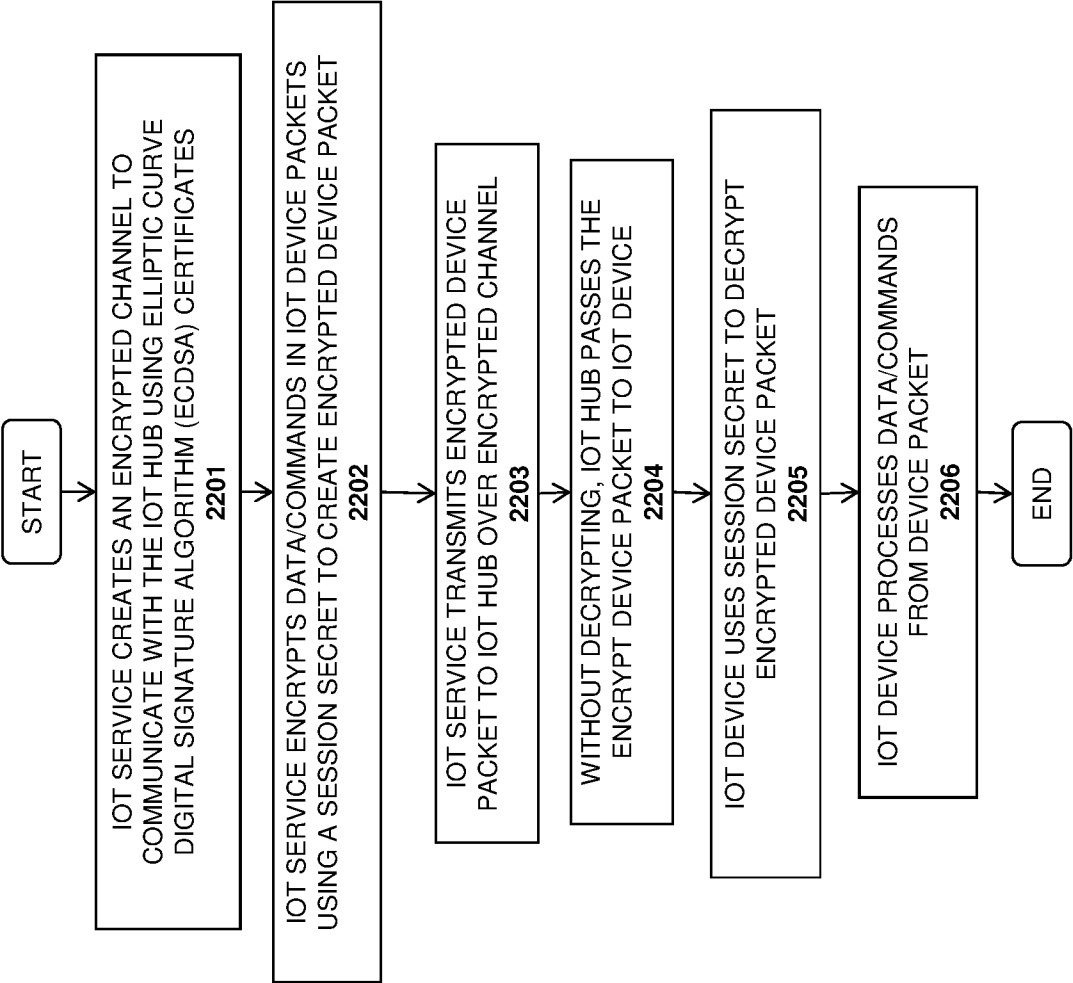 START
IOT SERVICE CREATES AN ENCRYPTED CHANNEL TO
COMMUNICATE WITH THE IOT HUB USING ELLIPTIC CURVE
DIGITAL SIGNATURE ALGORITHM (ECDSA) CERTIFICATES
2201
IOT SERVICE ENCRYPTS DATA/COMMANDS IN IOT DEVICE PACKETS
USING A SESSION SECRET TO CREATE ENCRYPTED DEVICE PACKET
2202
IOT SERVICE TRANSMITS ENCRYPTED DEVICE
PACKET TO IOT HUB OVER ENCRYPTED CHANNEL
2203
WITHOUT DECRYPTING, IOT HUB PASSES THE
ENCRYPT DEVICE PACKET TO IOT DEVICE
2204
IOT DEVICE USES SESSION SECRET TO DECRYPT
ENCRYPTED DEVICE PACKET
2205
IOT DEVICE PROCESSES DATA/COMMANDS
FROM DEVICE PACKET
2206
END